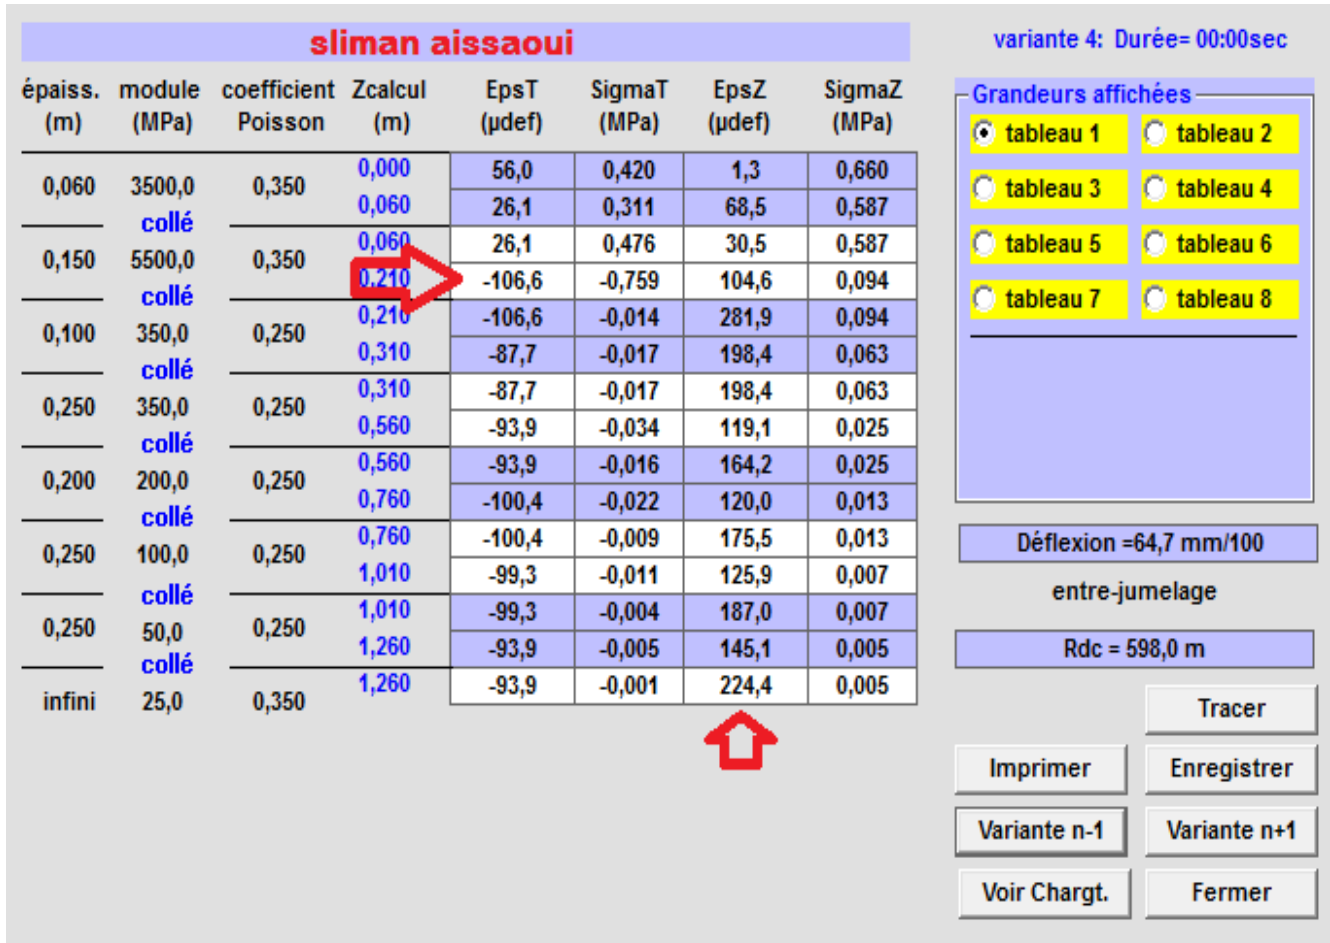 sliman aissaoui
variante 4: Durée= 00:00sec
épaiss. module coefficient Zcalcul EpsT SigmaT EpsZ SigmaZ
(m) (MPa) Poisson (m) (µdef) (MPa) (µdef) (MPa)
0,000 56,0 0,420 1,3 0,660
0,060 3500,0 0,350
0,060 26,1 0,311 68,5 0,587
collé
0,060 26,1 0,476 30,5 0,587
0,150 5500,0 0,350
0,210 -106,6 -0,759 104,6 0,094
collé
0,210 -106,6 -0,014 281,9 0,094
0,100 350,0 0,250
0,310 -87,7 -0,017 198,4 0,063
collé
0,310 -87,7 -0,017 198,4 0,063
0,250 350,0 0,250
0,560 -93,9 -0,034 119,1 0,025
collé
0,560 -93,9 -0,016 164,2 0,025
0,200 200,0 0,250
0,760 -100,4 -0,022 120,0 0,013
collé
0,760 -100,4 -0,009 175,5 0,013
0,250 100,0 0,250
1,010 -99,3 -0,011 125,9 0,007
collé
1,010 -99,3 -0,004 187,0 0,007
0,250 50,0 0,250
1,260 -93,9 -0,005 145,1 0,005
collé
1,260 -93,9 -0,001 224,4 0,005
infini 25,0 0,350
Grandeurs affichées
tableau 1 tableau 2
tableau 3 tableau 4
tableau 5 tableau 6
tableau 7 tableau 8
Déflexion =64,7 mm/100
entre-jumelage
Rdc = 598,0 m
Tracer
Imprimer Enregistrer
Variante n-1 Variante n+1
Voir Chargt. Fermer